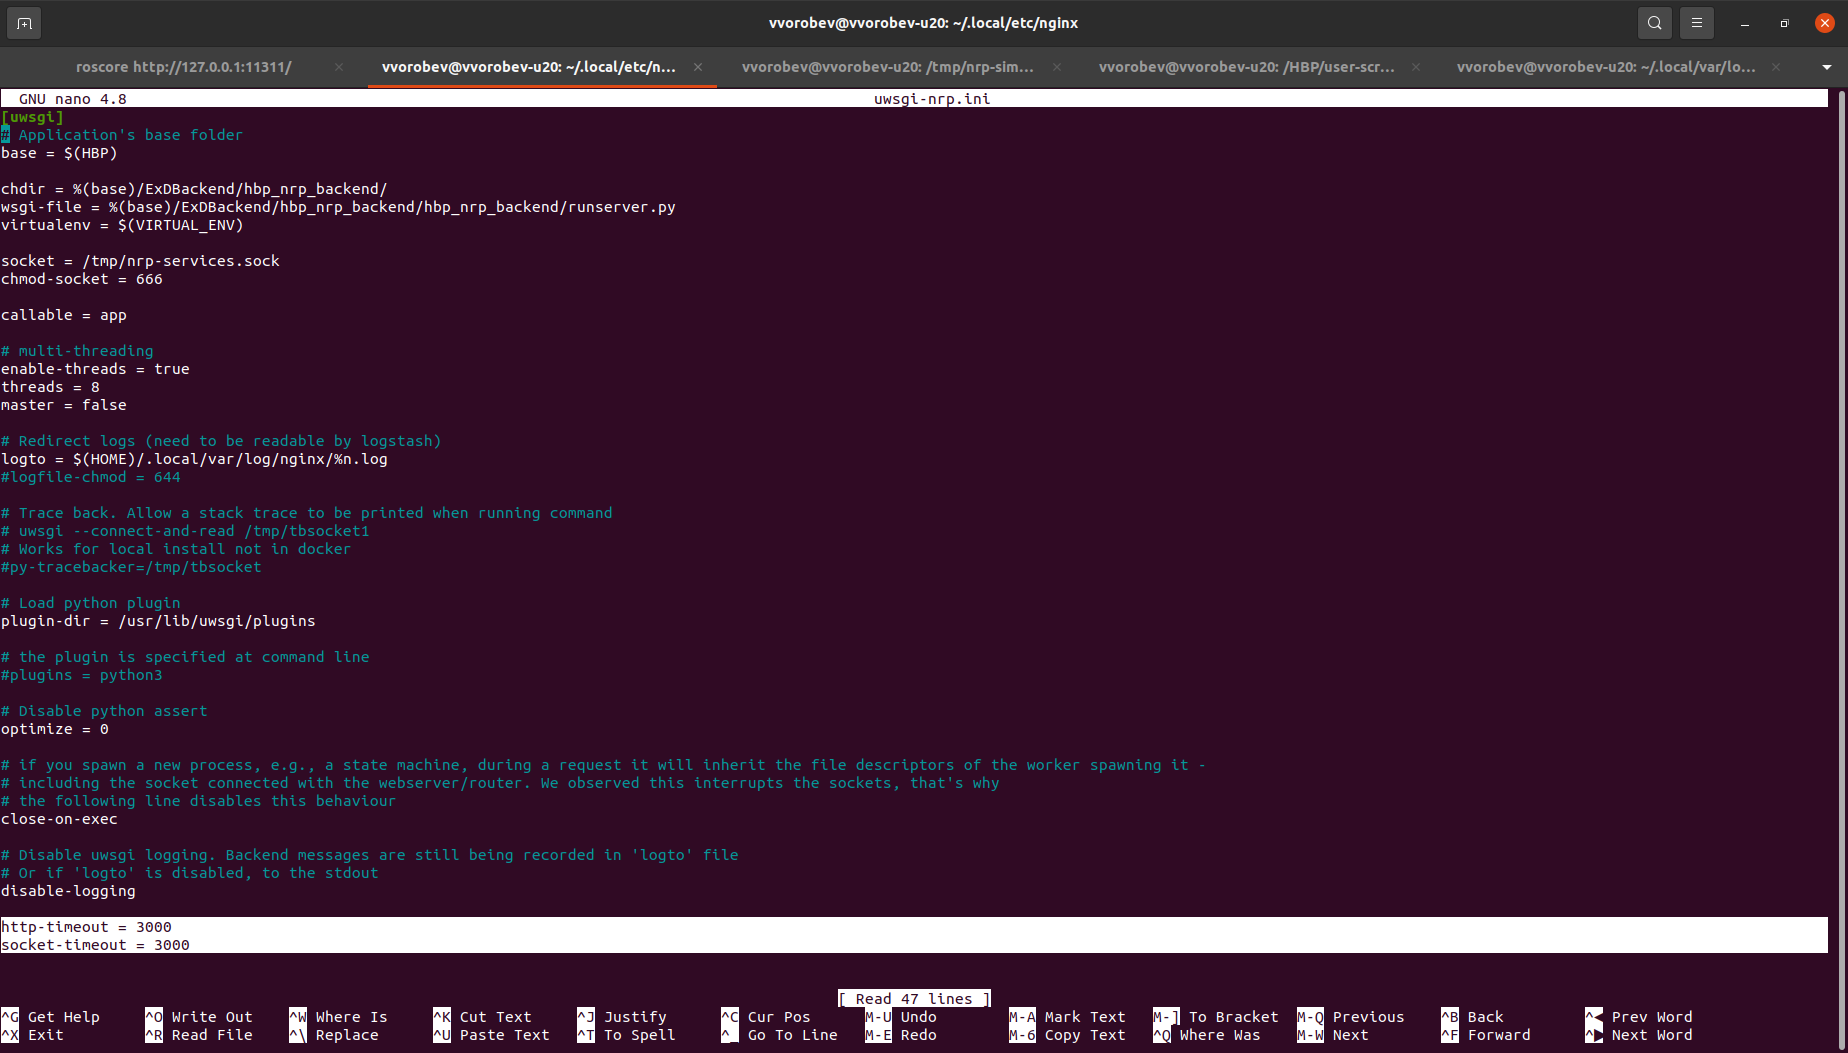 vvorobev@vvorobev-u20: ~/.local/etc/nginx
roscore http://127.0.0.1:11311/ vvorobev@vvorobev-u20: ~/.local/etc/n... vvorobev@vvorobev-u20: /tmp/nrp-sim... vvorobev@vvorobev-u20: /HBP/user-scr... vvorobev@vvorobev-u20: ~/.local/var/lo...
GNU nano 4.8 uwsgi-nrp.ini
[uwsgi]
# Application's base folder
base = $(HBP)
chdir = %(base)/ExDBackend/hbp_nrp_backend/
wsgi-file = %(base)/ExDBackend/hbp_nrp_backend/hbp_nrp_backend/runserver.py
virtualenv = $(VIRTUAL_ENV)
socket = /tmp/nrp-services.sock
chmod-socket = 666
callable = app
# multi-threading
enable-threads = true
threads = 8
master = false
# Redirect logs (need to be readable by logstash)
logto = $(HOME)/.local/var/log/nginx/%n.log
#logfile-chmod = 644
# Trace back. Allow a stack trace to be printed when running command
# uwsgi --connect-and-read /tmp/tbsocket1
# Works for local install not in docker
#py-tracebacker=/tmp/tbsocket
# Load python plugin
plugin-dir = /usr/lib/uwsgi/plugins
# the plugin is specified at command line
#plugins = python3
# Disable python assert
optimize = 0
# if you spawn a new process, e.g., a state machine, during a request it will inherit the file descriptors of the worker spawning it -
# including the socket connected with the webserver/router. We observed this interrupts the sockets, that's why
# the following line disables this behaviour
close-on-exec
# Disable uwsgi logging. Backend messages are still being recorded in 'logto' file
# Or if 'logto' is disabled, to the stdout
disable-logging
http-timeout = 3000
socket-timeout = 3000
[ Read 47 lines ]
^G Get Help ^O Write Out ^W Where Is ^K Cut Text ^J Justify ^C Cur Pos M-U Undo M-A Mark Text M-] To Bracket M-Q Previous ^B Back ^◀ Prev Word
^X Exit ^R Read File ^\ Replace ^U Paste Text ^T To Spell ^_ Go To Line M-E Redo M-6 Copy Text ^Q Where Was M-W Next ^F Forward ^▶ Next Word